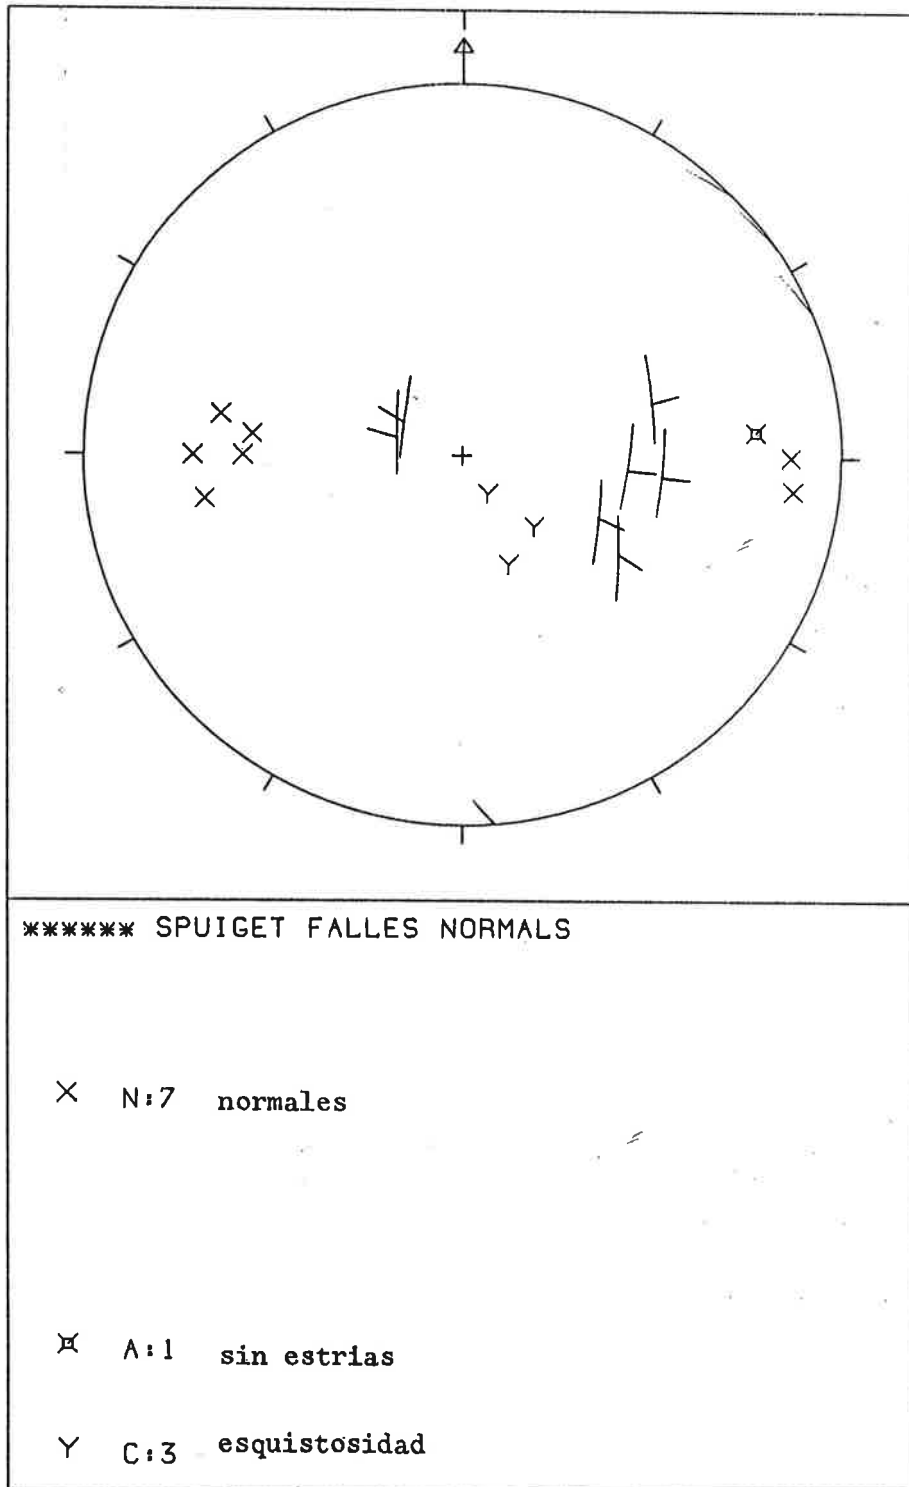 ****** SPUIGET FALLES NORMALS
N:7 normales
A:1 sin estrias
C:3 esquistosidad